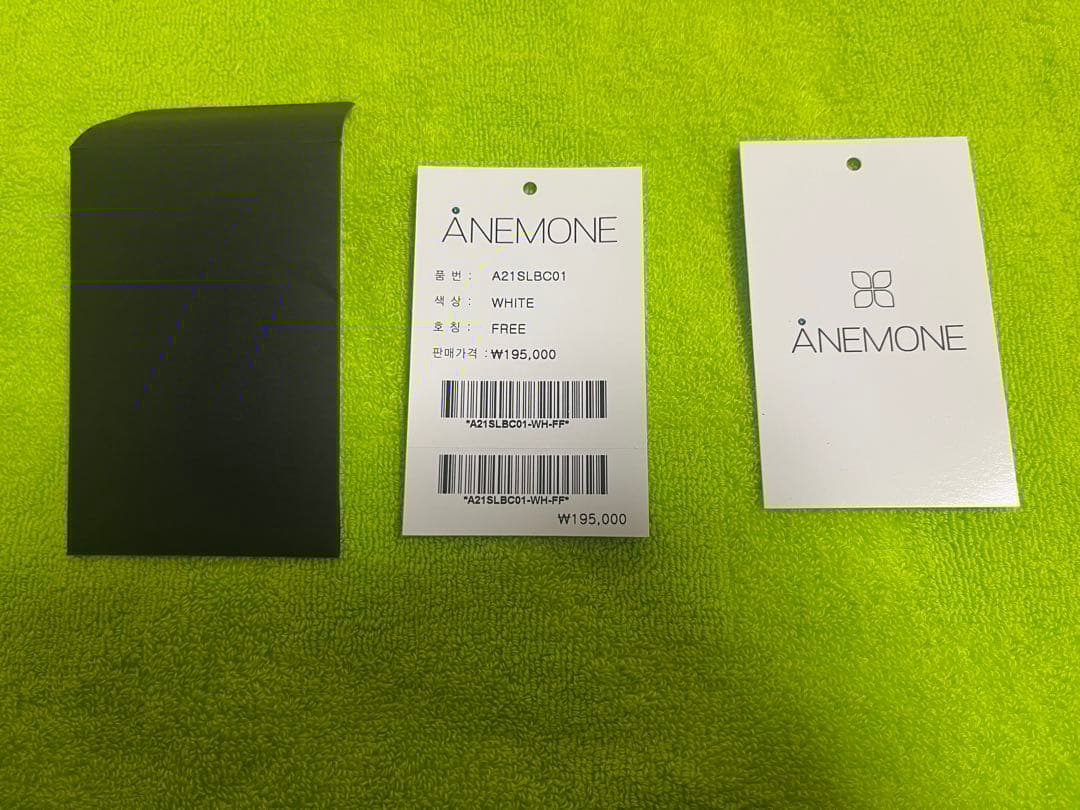 ANEMONE
품 번 : A21SLBC01
색 상 : WHITE
호 칭 : FREE
판매가격 : ₩195,000
*A21SLBC01-WH-FF*
*A21SLBC01-WH-FF*
₩195,000
ANEMONE